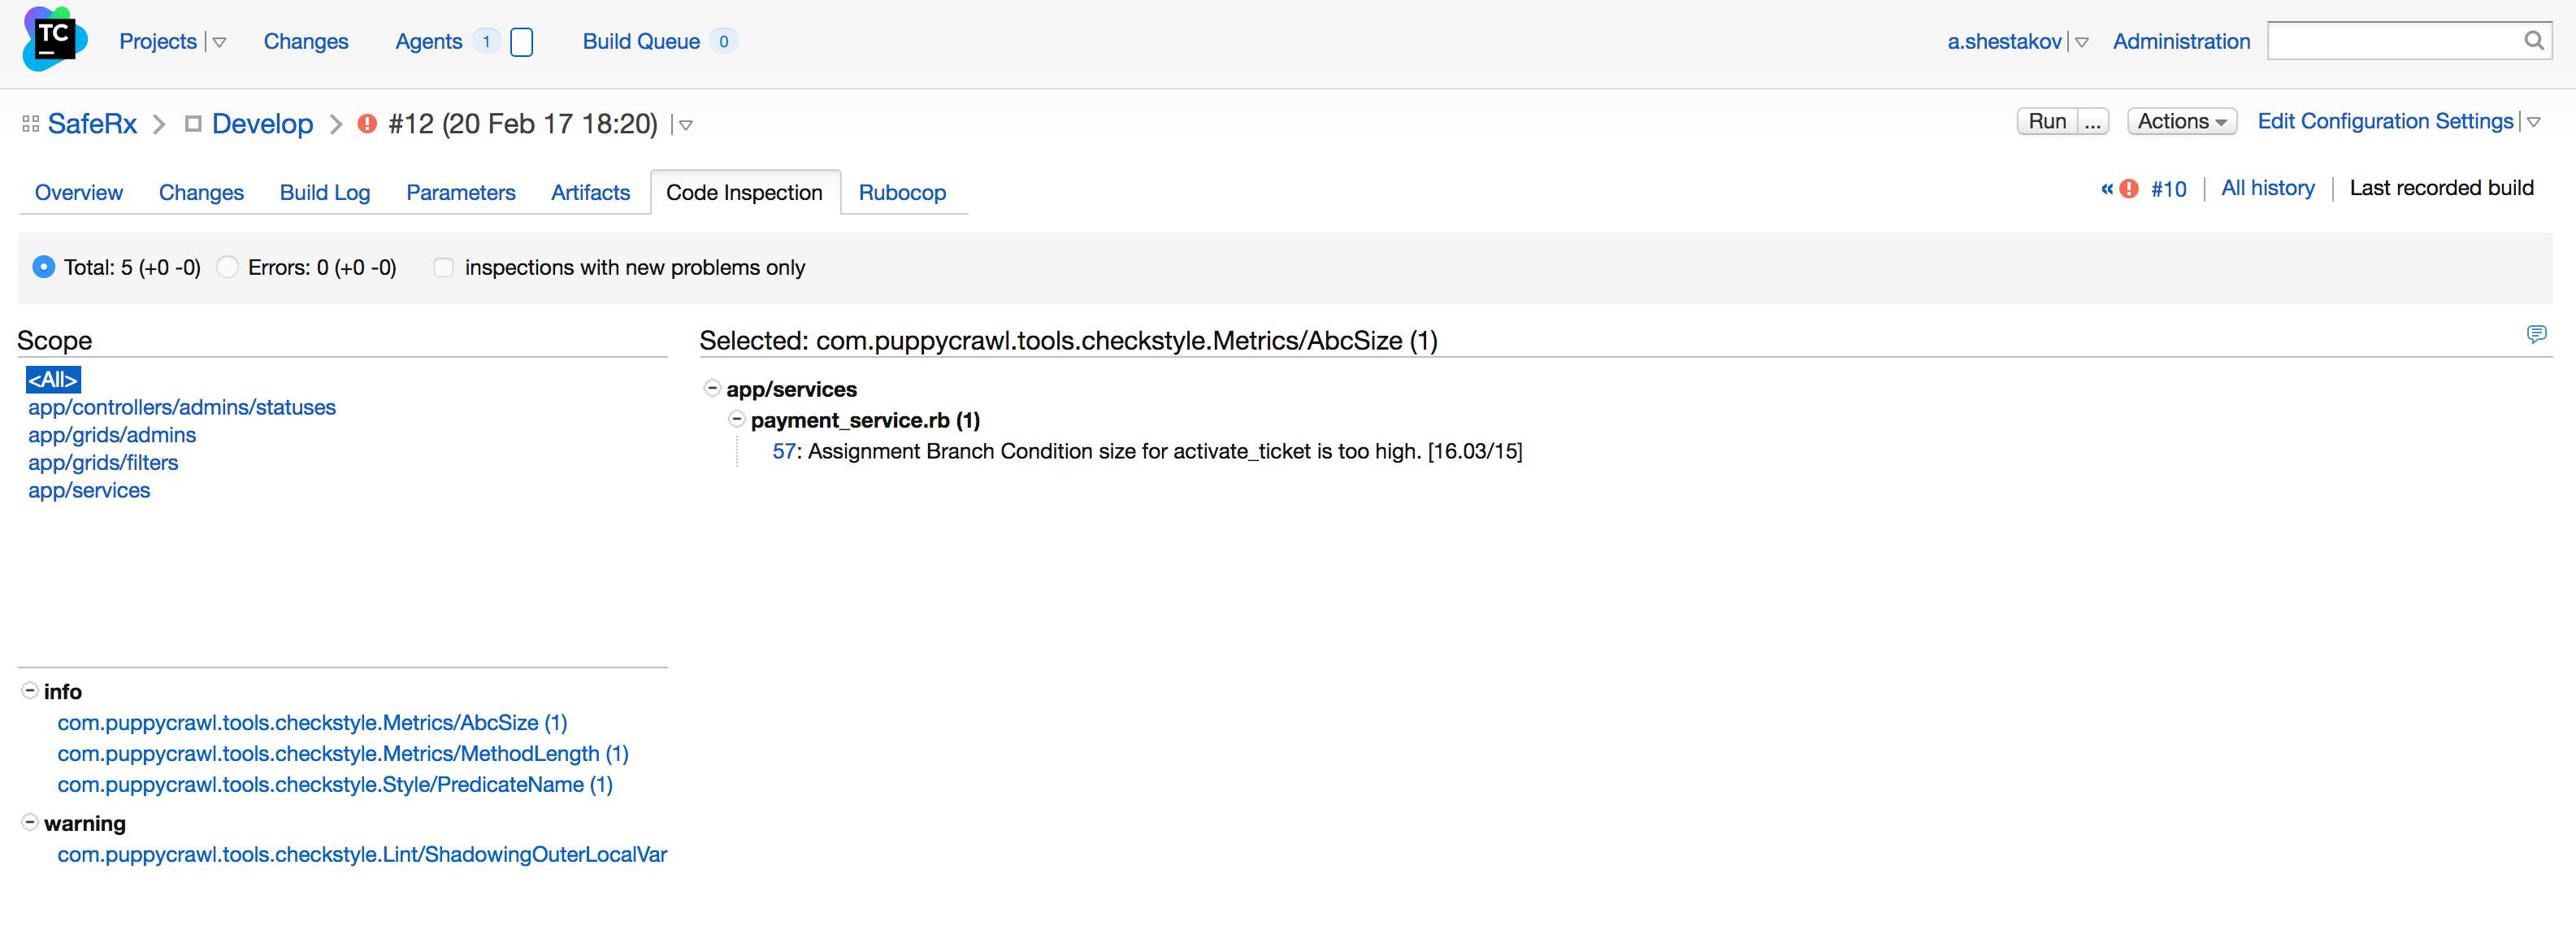 TC
Projects
Changes
Agents 1
Build Queue 0
a.shestakov
Administration
SafeRx
Develop
#12 (20 Feb 17 18:20)
Run ...
Actions
Edit Configuration Settings
Overview
Changes
Build Log
Parameters
Artifacts
Code Inspection
Rubocop
« #10
All history
Last recorded build
Total: 5 (+0 -0)
Errors: 0 (+0 -0)
inspections with new problems only
Scope
<All>
app/controllers/admins/statuses
app/grids/admins
app/grids/filters
app/services
info
com.puppycrawl.tools.checkstyle.Metrics/AbcSize (1)
com.puppycrawl.tools.checkstyle.Metrics/MethodLength (1)
com.puppycrawl.tools.checkstyle.Style/PredicateName (1)
warning
com.puppycrawl.tools.checkstyle.Lint/ShadowingOuterLocalVar
Selected: com.puppycrawl.tools.checkstyle.Metrics/AbcSize (1)
app/services
payment_service.rb (1)
57: Assignment Branch Condition size for activate_ticket is too high. [16.03/15]